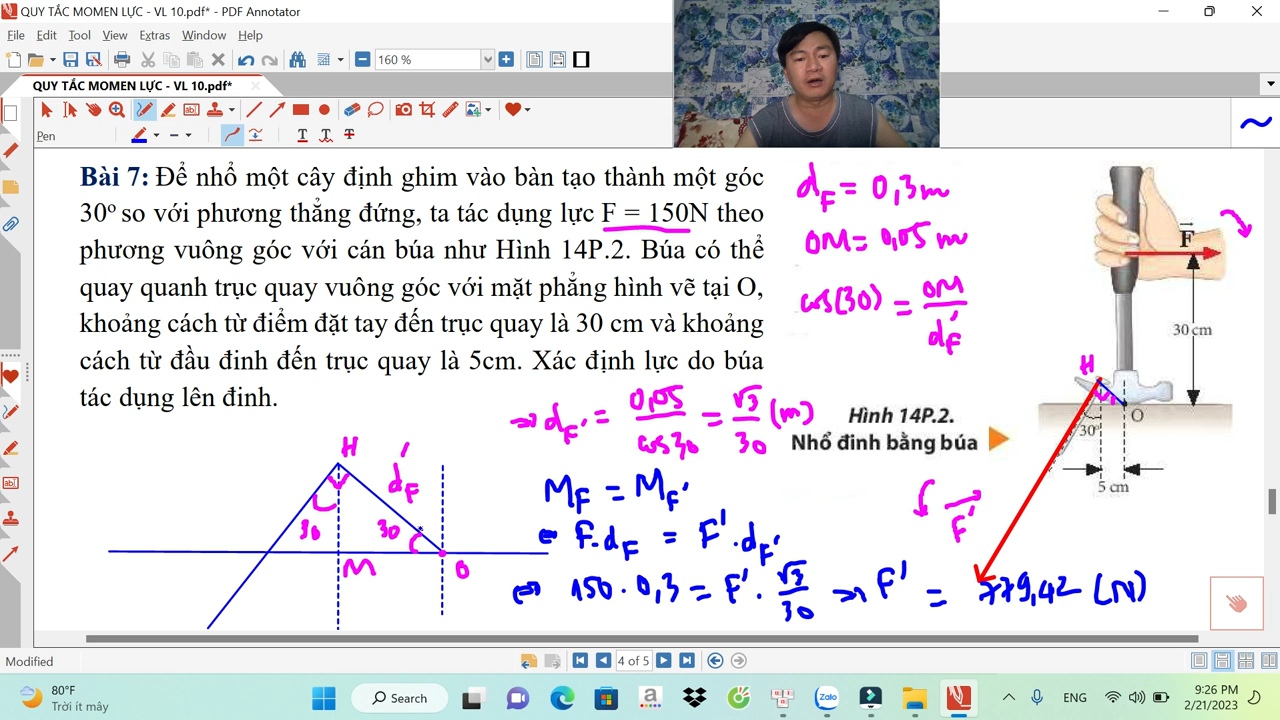 QUY TẮC MOMEN LỰC - VL 10.pdf* - PDF Annotator
File Edit Tool View Extras Window Help
160 %
QUY TẮC MOMEN LỰC - VL 10.pdf*
Pen
Bài 7: Để nhổ một cây định ghim vào bàn tạo thành một góc
30° so với phương thẳng đứng, ta tác dụng lực F = 150N theo
phương vuông góc với cán búa như Hình 14P.2. Búa có thể
quay quanh trục quay vuông góc với mặt phẳng hình vẽ tại O,
khoảng cách từ điểm đặt tay đến trục quay là 30 cm và khoảng
cách từ đầu đinh đến trục quay là 5cm. Xác định lực do búa
tác dụng lên đinh.
d_F = 0,3m
OM = 0,05 m
cos(30) = OM / d_F'
⇒ d_F' = 0,05 / cos30 = √3 / 30 (m)
M_F = M_F'
⇔ F.d_F = F'.d_F'
⇔ 150.0,3 = F'.√3 / 30 ⇒ F' = 779,42 (N)
H
d_F'
30 30
M O
F
30 cm
H
O
30°
5 cm
F'
Hình 14P.2.
Nhổ đinh bằng búa
4 of 5
Modified
80°F
Trời ít mây
Search
Zalo
ENG
9:26 PM
2/21/2023